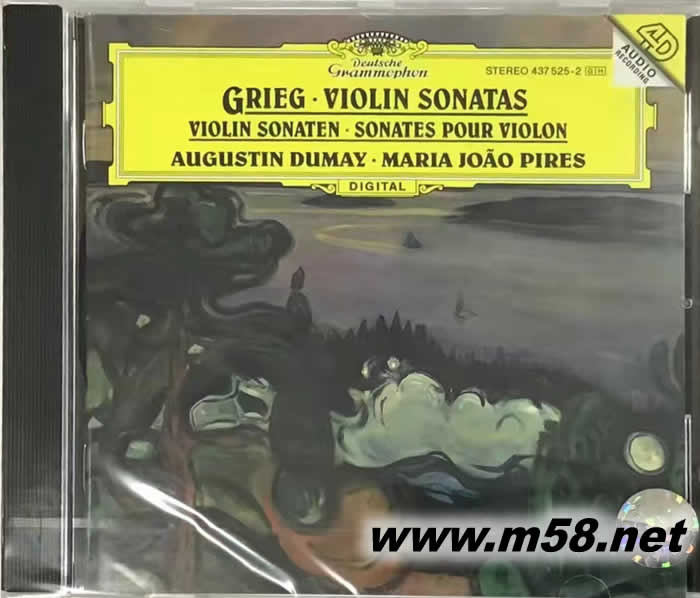 Deutsche
Grammophon
STEREO 437 525-2 GH
4D
AUDIO
RECORDING
GRIEG · VIOLIN SONATAS
VIOLIN SONATEN · SONATES POUR VIOLON
AUGUSTIN DUMAY · MARIA JOÃO PIRES
DIGITAL
www.m58.net